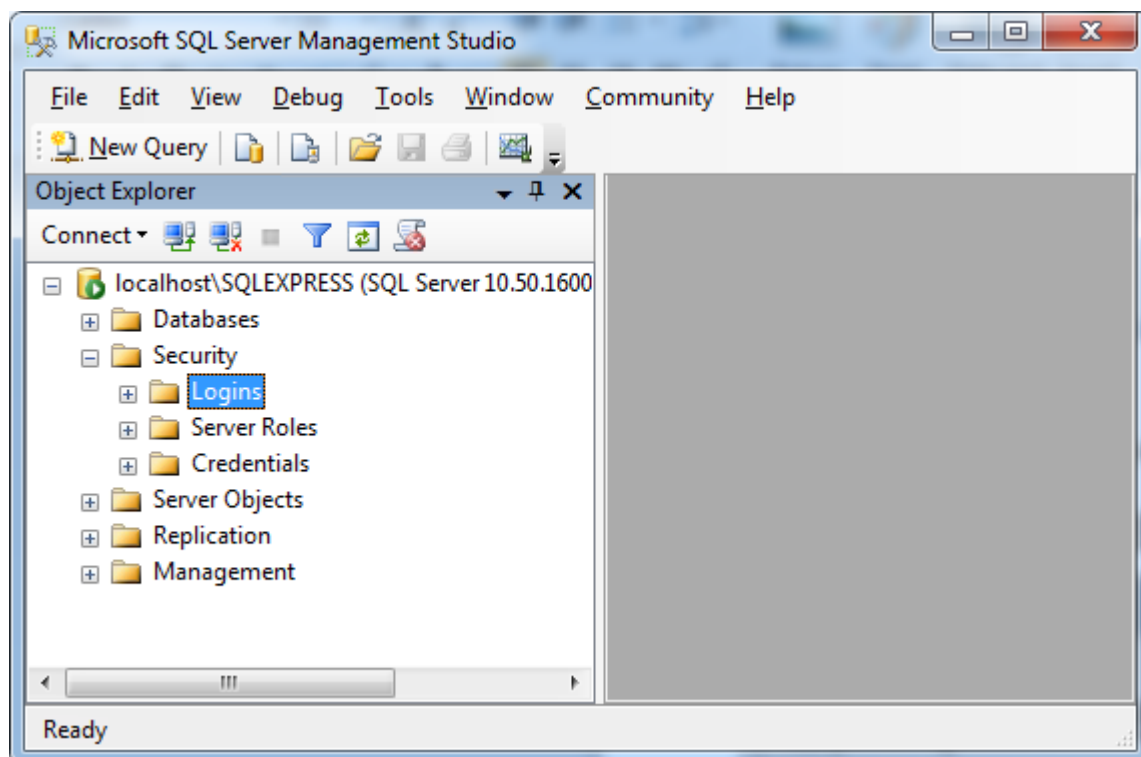 Microsoft SQL Server Management Studio
File Edit View Debug Tools Window Community Help
New Query
Object Explorer
Connect
localhost\SQLEXPRESS (SQL Server 10.50.1600
Databases
Security
Logins
Server Roles
Credentials
Server Objects
Replication
Management
Ready